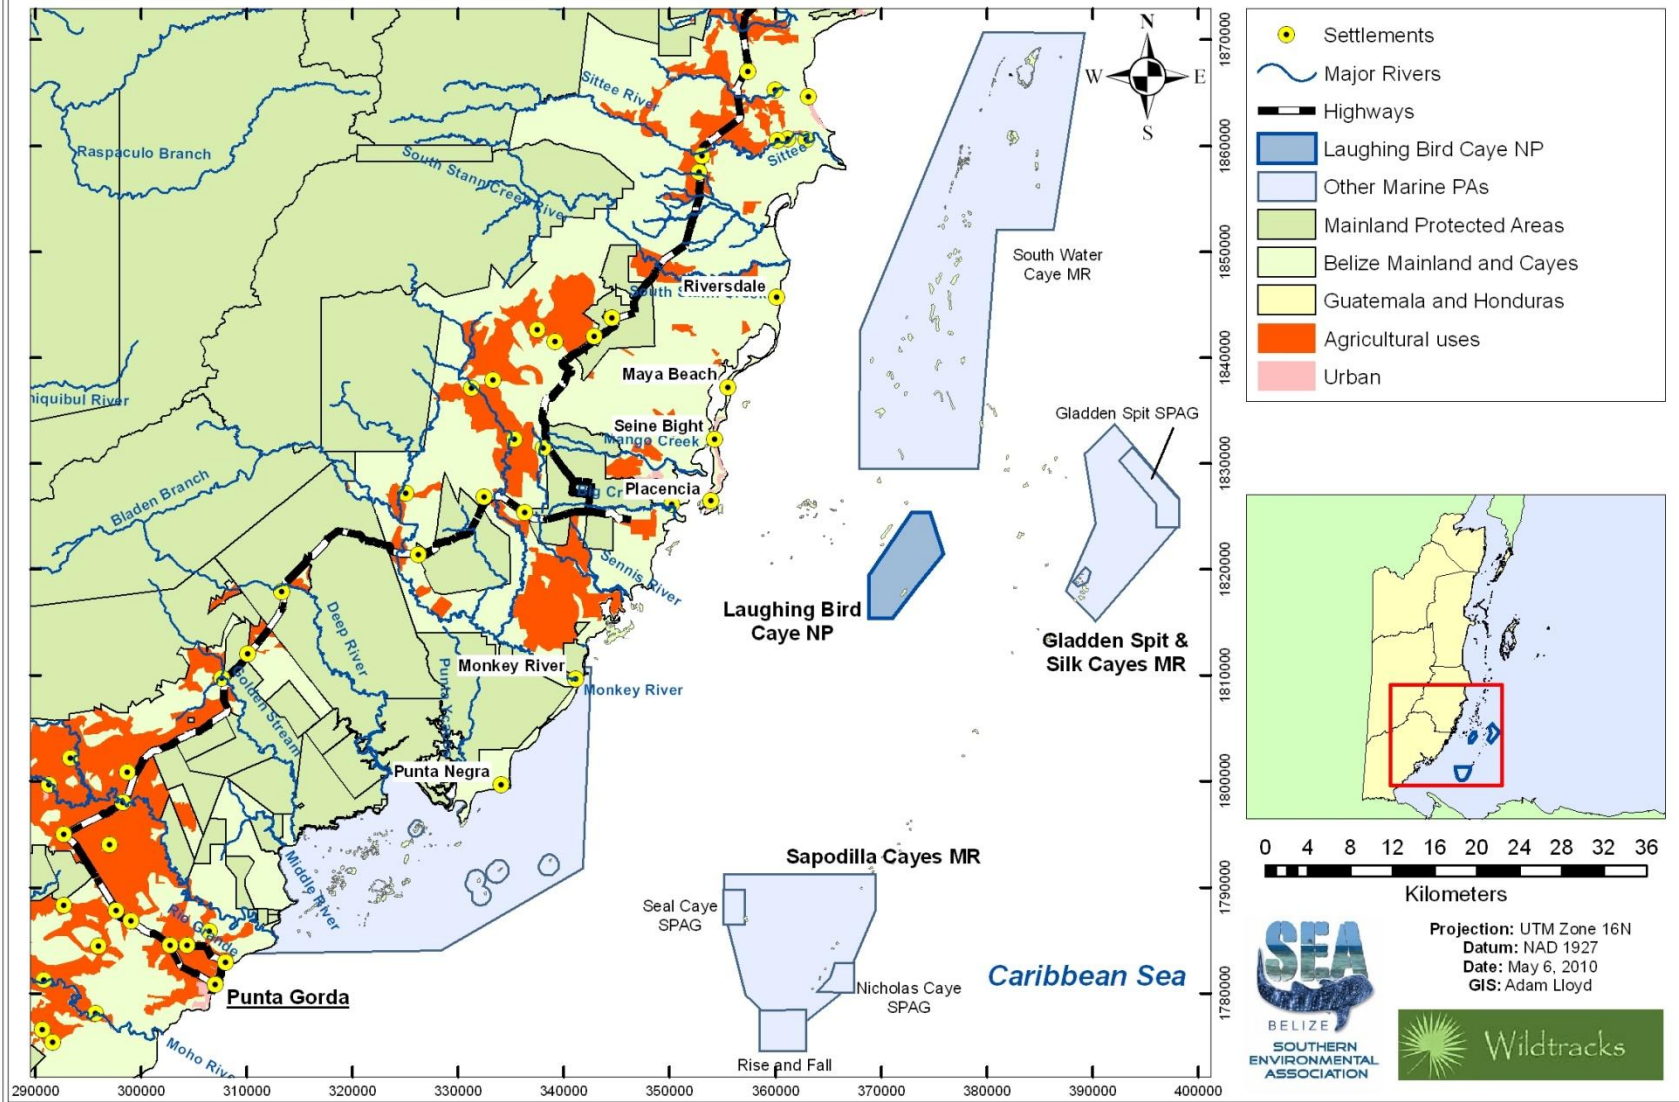 N
W E
S
Settlements
Major Rivers
Highways
Laughing Bird Caye NP
Other Marine PAs
Mainland Protected Areas
Belize Mainland and Cayes
Guatemala and Honduras
Agricultural uses
Urban
Sittee River
Raspaculo Branch
South Stann Creek River
Sittee
South Water
Caye MR
Riversdale
South Stann Creek
Maya Beach
hiquibul River
Gladden Spit SPAG
Seine Bight
Mango Creek
Placencia
Big Cr
Bladen Branch
Sennis River
Deep River
Laughing Bird
Caye NP
Gladden Spit &
Silk Cayes MR
Monkey River
Monkey River
Golden Stream
Punta Negra
Sapodilla Cayes MR
Middle River
Seal Caye
SPAG
Rio Grande
Nicholas Caye
SPAG
Caribbean Sea
Punta Gorda
Moho Rive
Rise and Fall
290000 300000 310000 320000 330000 340000 350000 360000 370000 380000 390000 400000
1870000
1860000
1850000
1840000
1830000
1820000
1810000
1800000
1790000
1780000
0 4 8 12 16 20 24 28 32 36
Kilometers
Projection: UTM Zone 16N
Datum: NAD 1927
Date: May 6, 2010
GIS: Adam Lloyd
SEA
BELIZE
SOUTHERN
ENVIRONMENTAL
ASSOCIATION
Wildtracks